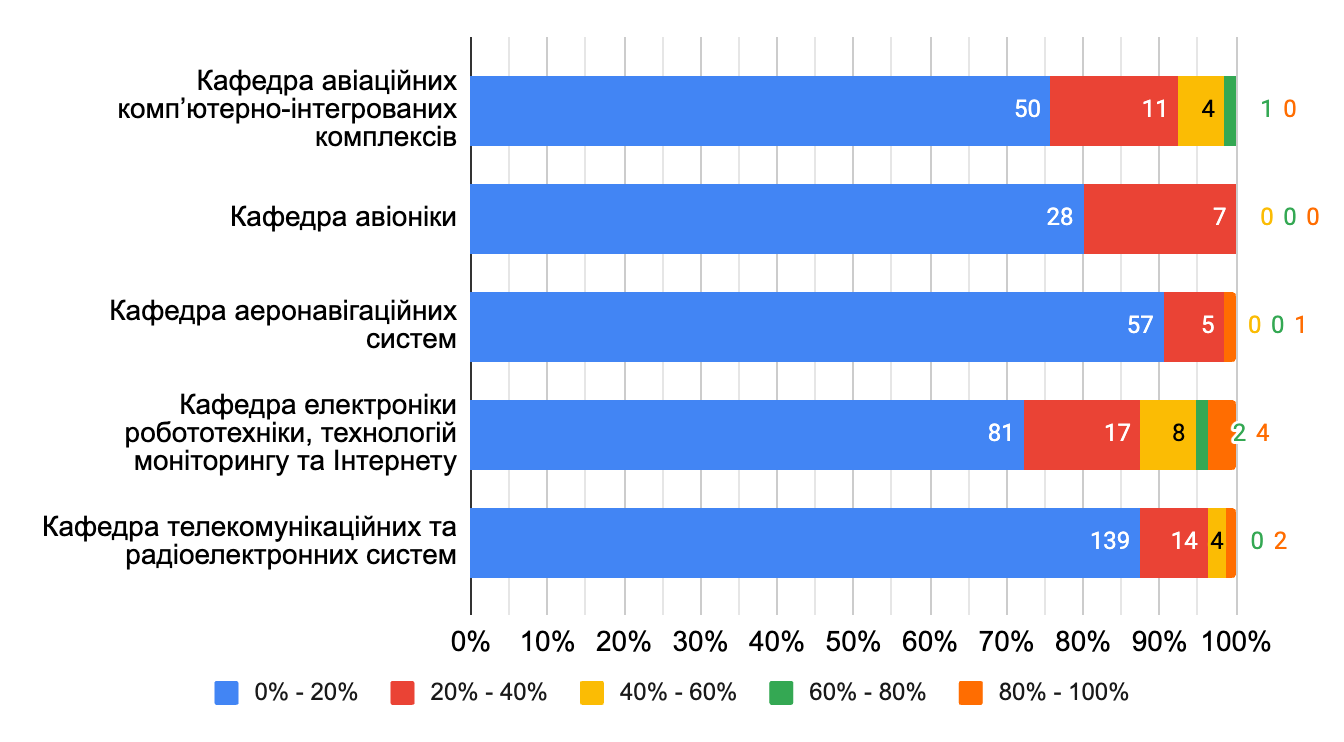 Кафедра авіаційних
комп’ютерно-інтегрованих
комплексів
50 11 4 1 0
Кафедра авіоніки
28 7 0 0 0
Кафедра аеронавігаційних
систем
57 5 0 0 1
Кафедра електроніки
робототехніки, технологій
моніторингу та Інтернету
81 17 8 2 4
Кафедра телекомунікаційних та
радіоелектронних систем
139 14 4 0 2
0% 10% 20% 30% 40% 50% 60% 70% 80% 90% 100%
0% - 20% 20% - 40% 40% - 60% 60% - 80% 80% - 100%